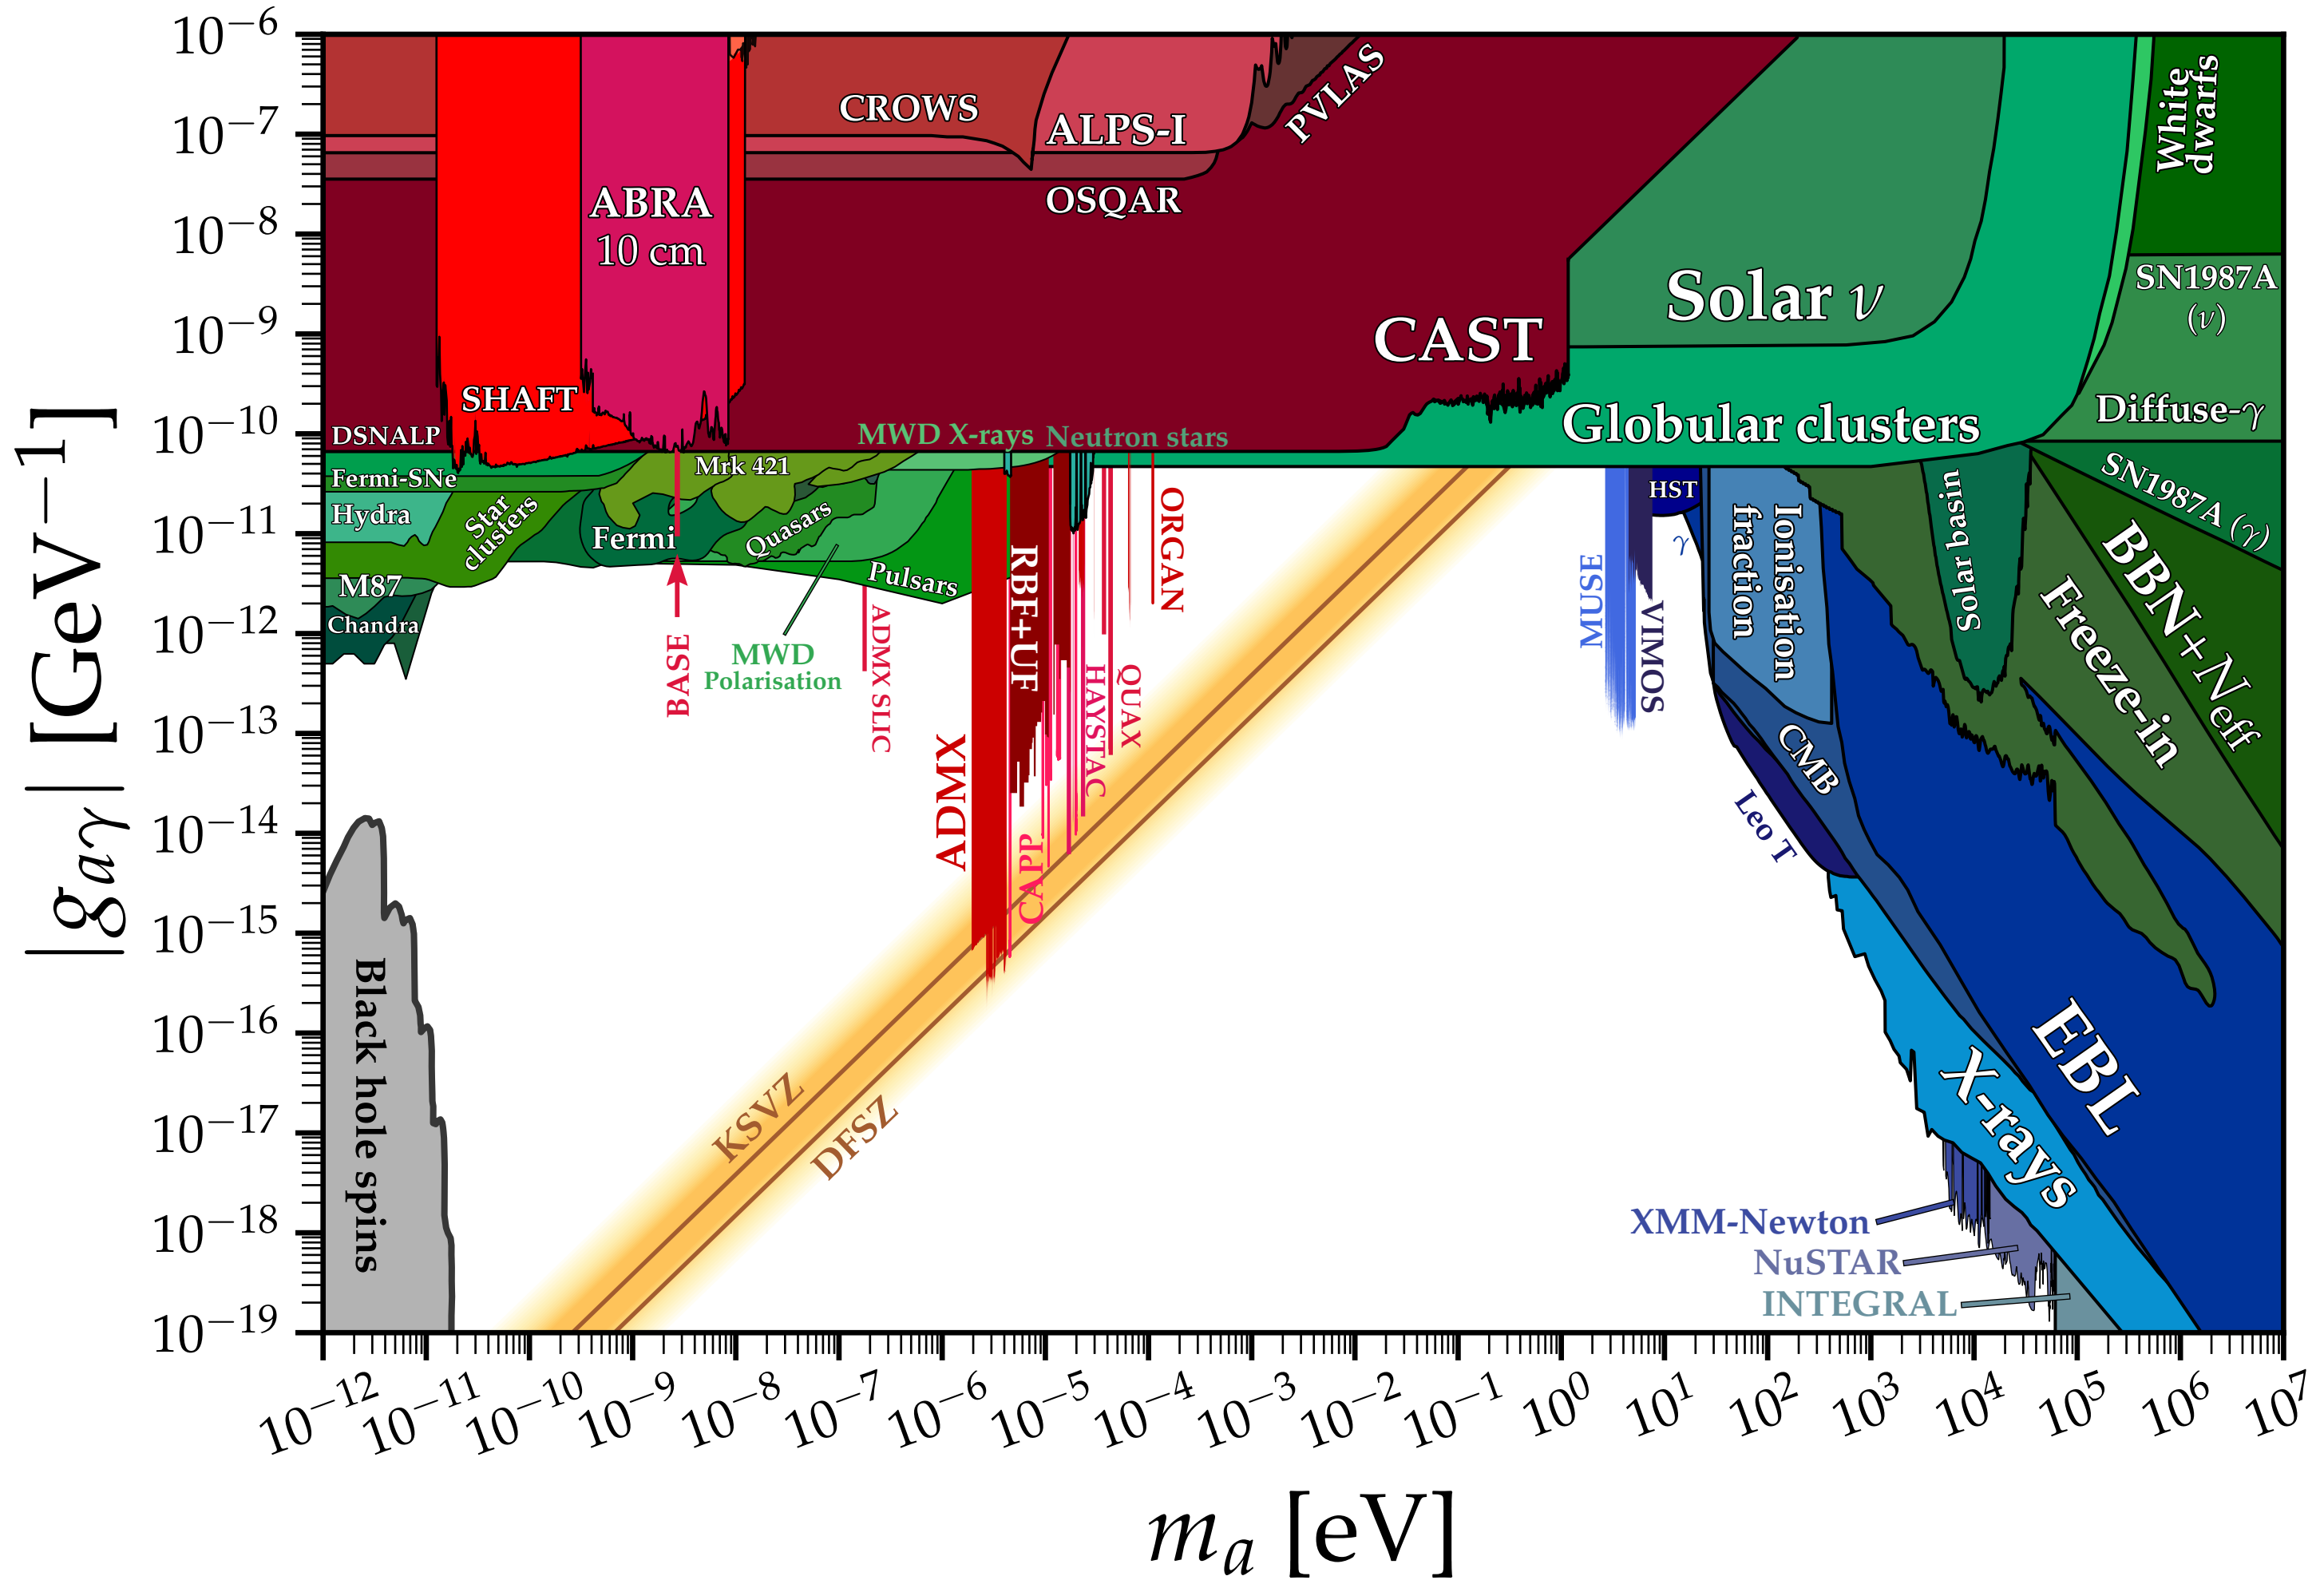 |g_{aγ}| [GeV^{−1}]
10^{−6}
10^{−7}
10^{−8}
10^{−9}
10^{−10}
10^{−11}
10^{−12}
10^{−13}
10^{−14}
10^{−15}
10^{−16}
10^{−17}
10^{−18}
10^{−19}
CROWS
ALPS-I
PVLAS
OSQAR
ABRA
10 cm
SHAFT
CAST
Solar ν
Globular clusters
White
dwarfs
SN1987A
(ν)
Diffuse-γ
DSNALP
Fermi-SNe
Hydra
Star
clusters
M87
Chandra
Mrk 421
Fermi
Quasars
MWD X-rays
Neutron stars
Pulsars
BASE
MWD
Polarisation
ADMX SLIC
ADMX
RBF+UF
CAPP
HAYSTAC
QUAX
ORGAN
MUSE
VIMOS
HST
γ
Ionisation
fraction
Solar basin
SN1987A (γ)
BBN+N_{eff}
Freeze-in
CMB
Leo T
EBL
X-rays
XMM-Newton
NuSTAR
INTEGRAL
Black hole spins
KSVZ
DFSZ
10^{−12}
10^{−11}
10^{−10}
10^{−9}
10^{−8}
10^{−7}
10^{−6}
10^{−5}
10^{−4}
10^{−3}
10^{−2}
10^{−1}
10^{0}
10^{1}
10^{2}
10^{3}
10^{4}
10^{5}
10^{6}
10^{7}
m_a [eV]